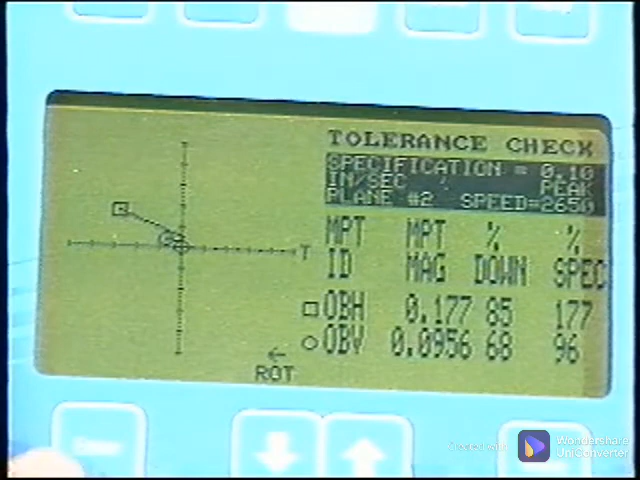 TOLERANCE CHECK
SPECIFICATION = 0.10
IN/SEC PEAK
PLANE #2 SPEED=2650
MPT MPT % %
ID MAG DOWN SPEC
OBH 0.177 85 177
OBV 0.0956 68 96
T
←
ROT
Wondershare
UniConverter